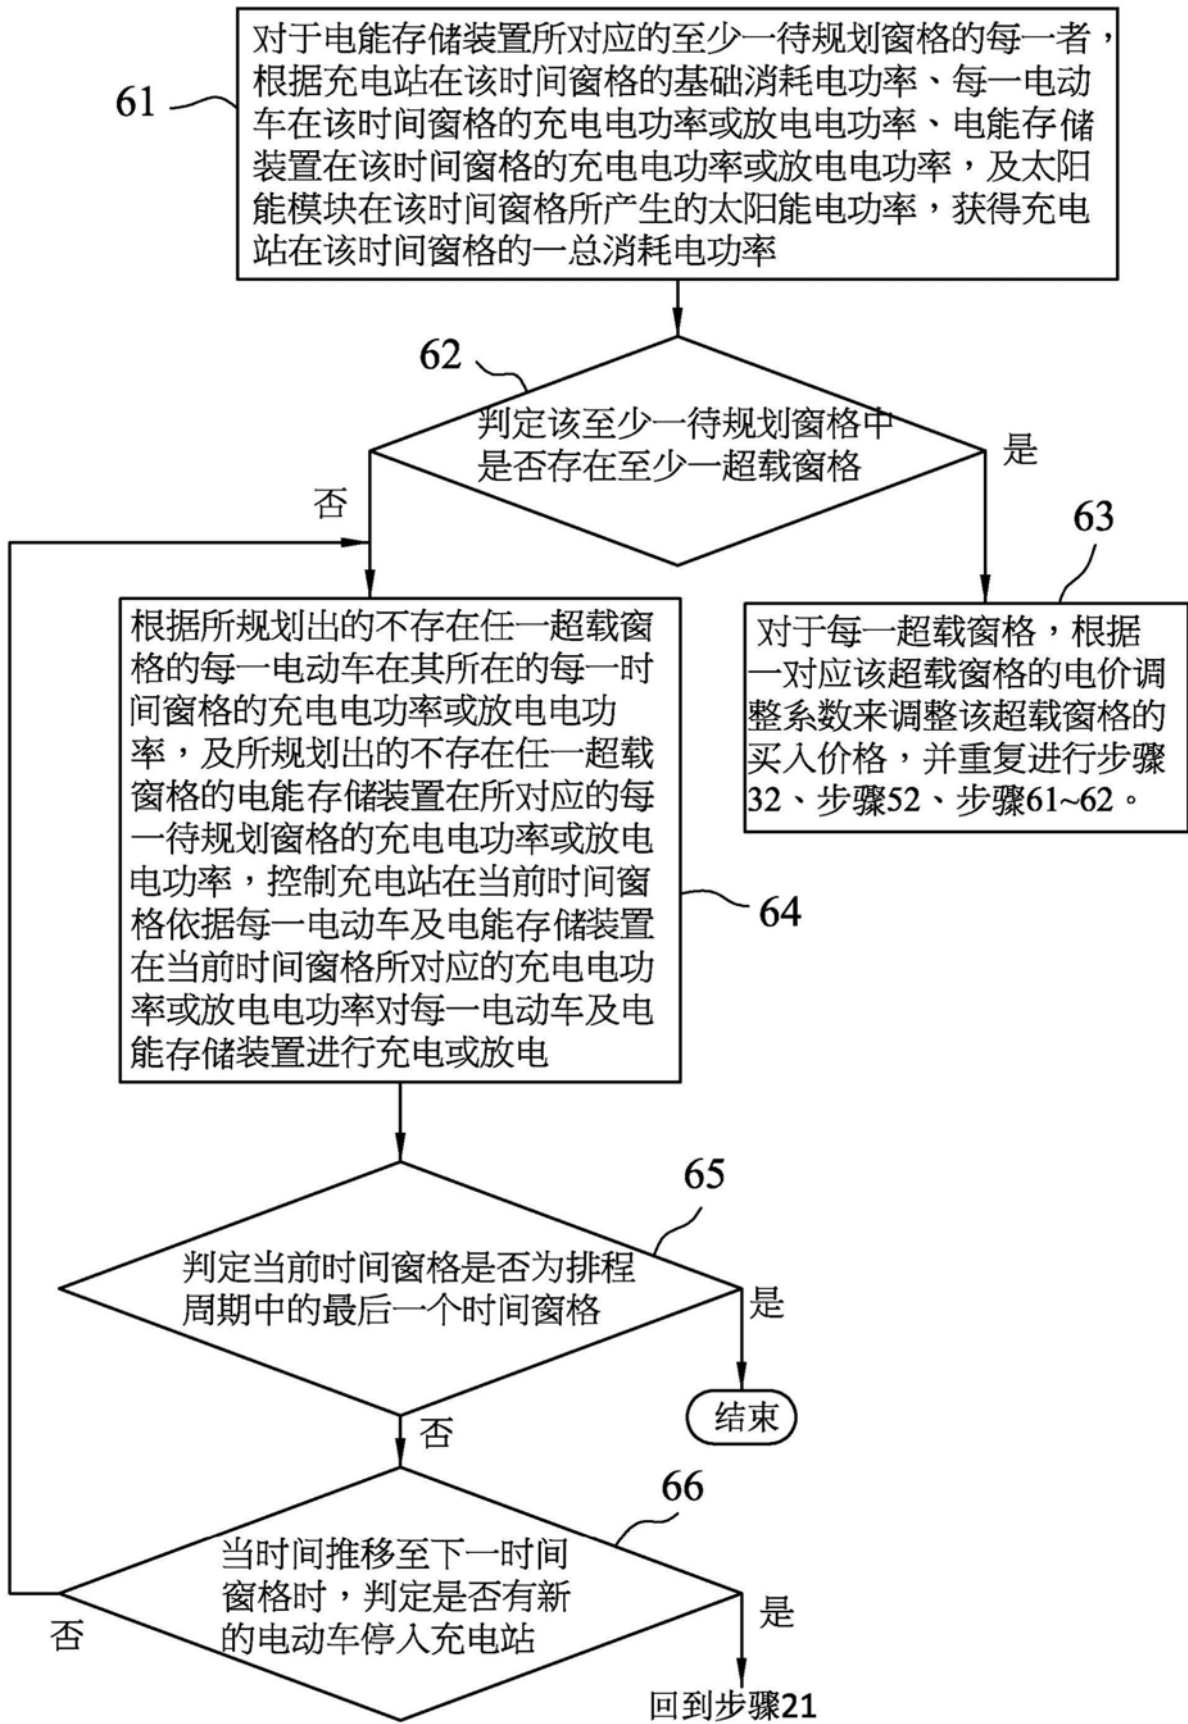 对于电能存储装置所对应的至少一待规划窗格的每一者，
根据充电站在该时间窗格的基础消耗电功率、每一电动
车在该时间窗格的充电电功率或放电电功率、电能存储
装置在该时间窗格的充电电功率或放电电功率，及太阳
能模块在该时间窗格所产生的太阳能电功率，获得充电
站在该时间窗格的一总消耗电功率
61
62
判定该至少一待规划窗格中
是否存在至少一超载窗格
是
否
63
对于每一超载窗格，根据
一对应该超载窗格的电价调
整系数来调整该超载窗格的
买入价格，并重复进行步骤
32、步骤52、步骤61~62。
根据所规划出的不存在任一超载窗
格的每一电动车在其所在的每一时
间窗格的充电电功率或放电电功
率，及所规划出的不存在任一超载
窗格的电能存储装置在所对应的每
一待规划窗格的充电电功率或放电
电功率，控制充电站在当前时间窗
格依据每一电动车及电能存储装置
在当前时间窗格所对应的充电电功
率或放电电功率对每一电动车及电
能存储装置进行充电或放电
64
65
判定当前时间窗格是否为排程
周期中的最后一个时间窗格
是
结束
否
66
当时间推移至下一时间
窗格时，判定是否有新
的电动车停入充电站
否
是
回到步骤21